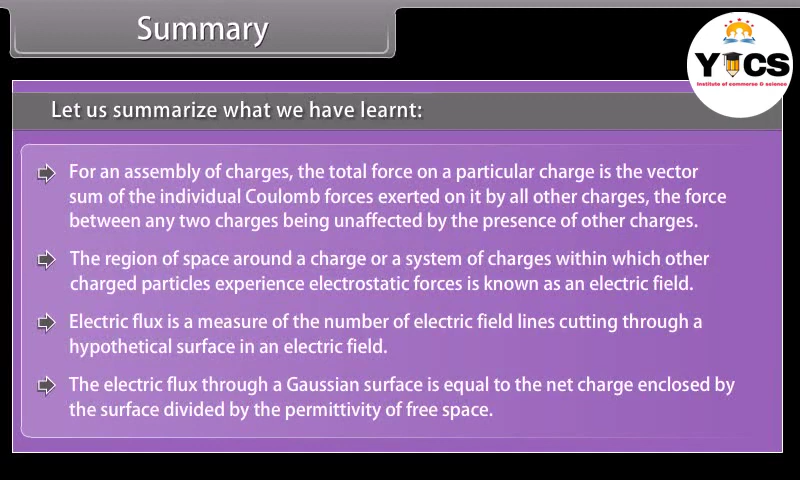 Summary
YICS
Institute of commerce & science
Let us summarize what we have learnt:
For an assembly of charges, the total force on a particular charge is the vector
sum of the individual Coulomb forces exerted on it by all other charges, the force
between any two charges being unaffected by the presence of other charges.
The region of space around a charge or a system of charges within which other
charged particles experience electrostatic forces is known as an electric field.
Electric flux is a measure of the number of electric field lines cutting through a
hypothetical surface in an electric field.
The electric flux through a Gaussian surface is equal to the net charge enclosed by
the surface divided by the permittivity of free space.